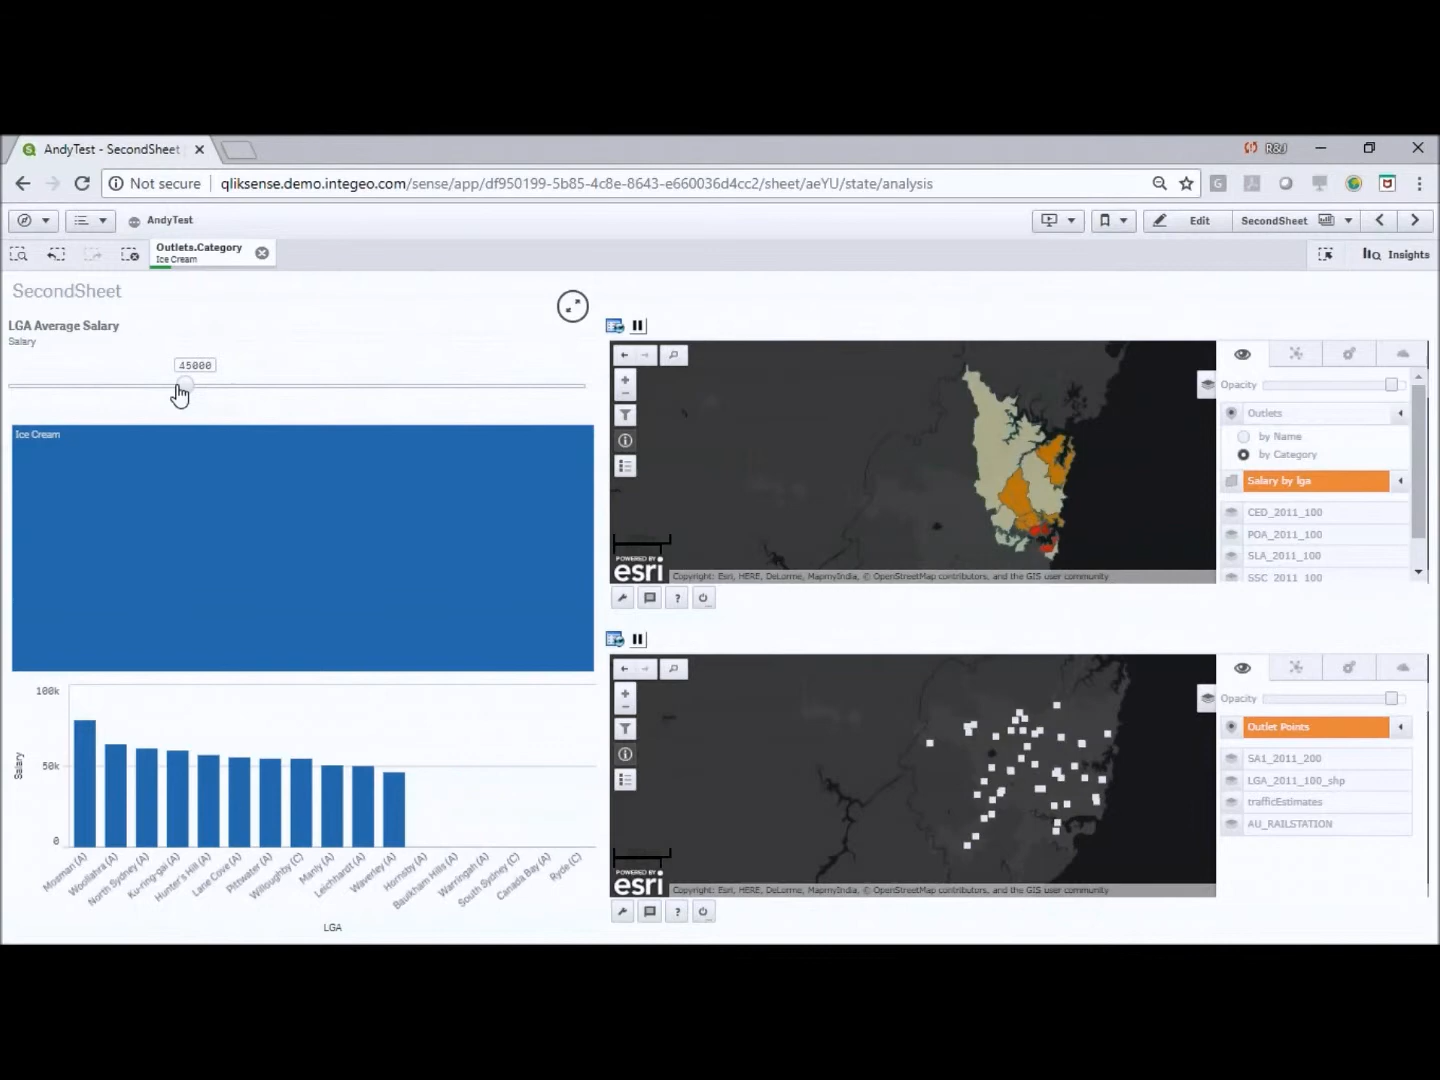 AndyTest - SecondSheet
R&J
Not secure
qliksense.demo.integeo.com/sense/app/df950199-5b85-4c8e-8643-e660036d4cc2/sheet/aeYU/state/analysis
AndyTest
Edit
SecondSheet
Outlets.Category
Ice Cream
Insights
SecondSheet
LGA Average Salary
Salary
45000
Ice Cream
100k
50k
0
Salary
Mosman (A)
Woollahra (A)
North Sydney (A)
Ku-ring-gai (A)
Hunter's Hill (A)
Lane Cove (A)
Pittwater (A)
Willoughby (C)
Manly (A)
Leichhardt (A)
Waverley (A)
Hornsby (A)
Baulkham Hills (A)
Warringah (A)
South Sydney (C)
Canada Bay (A)
Ryde (C)
LGA
POWERED BY
esri
Copyright: Esri, HERE, DeLorme, MapmyIndia, © OpenStreetMap contributors, and the GIS user community
Opacity
Outlets
by Name
by Category
Salary by lga
CED_2011_100
POA_2011_100
SLA_2011_100
SSC_2011_100
?
POWERED BY
esri
Copyright: Esri, HERE, DeLorme, MapmyIndia, © OpenStreetMap contributors, and the GIS user community
Opacity
Outlet Points
SA1_2011_200
LGA_2011_100_shp
trafficEstimates
AU_RAILSTATION
?